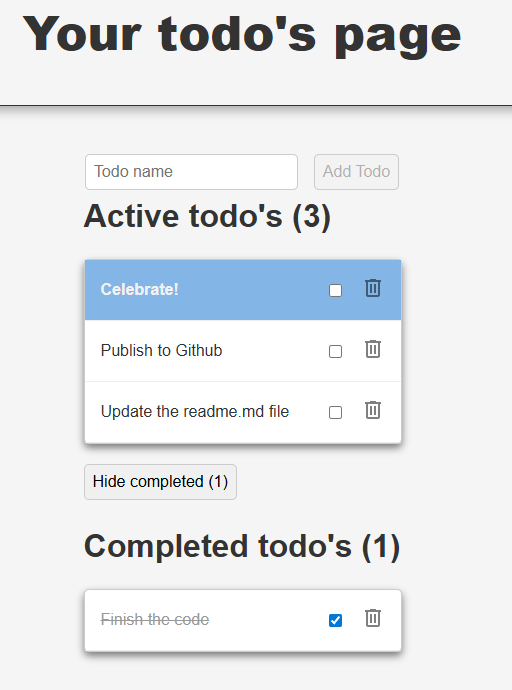 Your todo's page
Todo name
Add Todo
Active todo's (3)
Celebrate!
Publish to Github
Update the readme.md file
Hide completed (1)
Completed todo's (1)
Finish the code